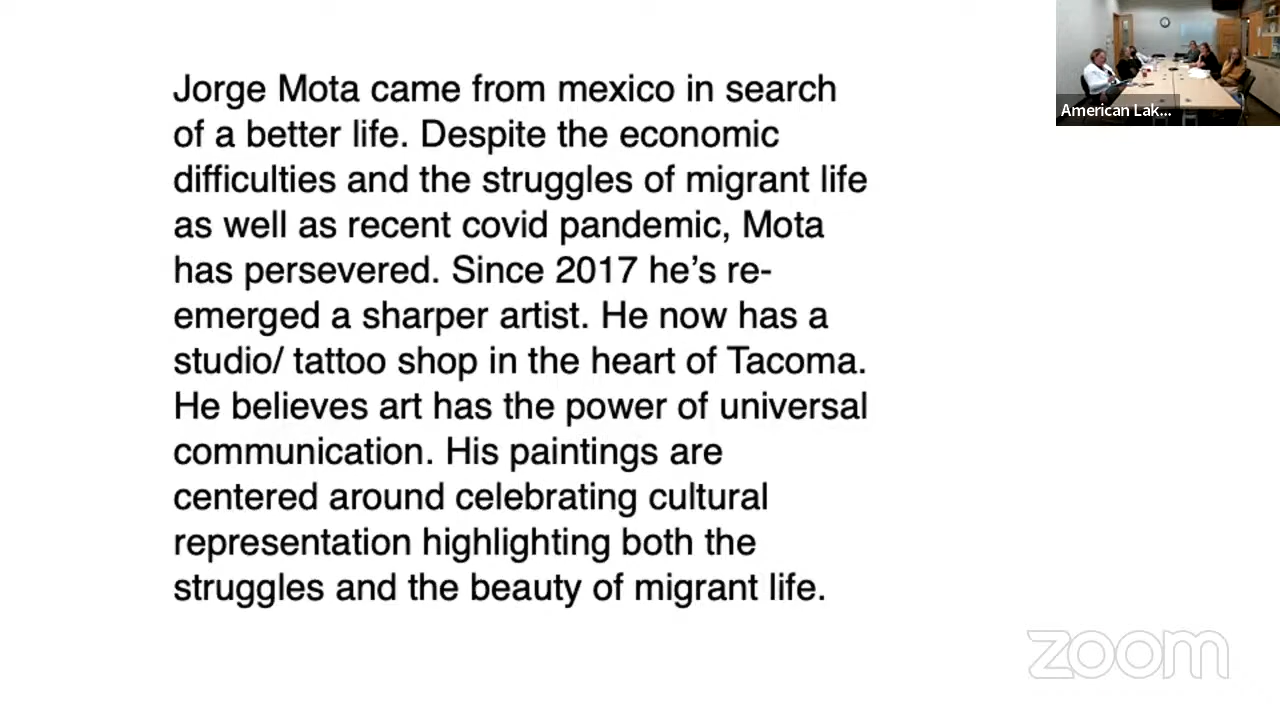 Jorge Mota came from mexico in search
of a better life. Despite the economic
difficulties and the struggles of migrant life
as well as recent covid pandemic, Mota
has persevered. Since 2017 he’s re-
emerged a sharper artist. He now has a
studio/ tattoo shop in the heart of Tacoma.
He believes art has the power of universal
communication. His paintings are
centered around celebrating cultural
representation highlighting both the
struggles and the beauty of migrant life.
American Lak...
zoom